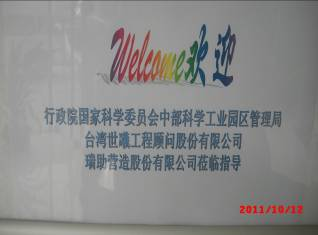 Welcome欢迎
行政院国家科学委员会中部科学工业园区管理局
台湾世曦工程顾问股份有限公司
瑞助营造股份有限公司莅临指导
2011/10/12